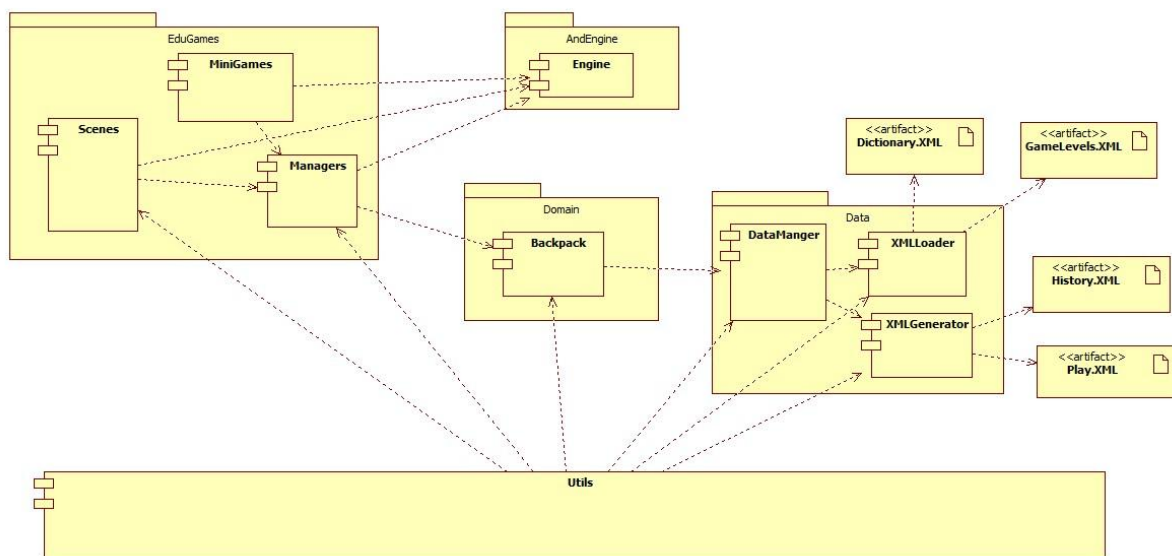 EduGames
MiniGames
Scenes
Managers
AndEngine
Engine
Domain
Backpack
Data
DataManger
XMLLoader
XMLGenerator
<<artifact>>
Dictionary.XML
<<artifact>>
GameLevels.XML
<<artifact>>
History.XML
<<artifact>>
Play.XML
Utils